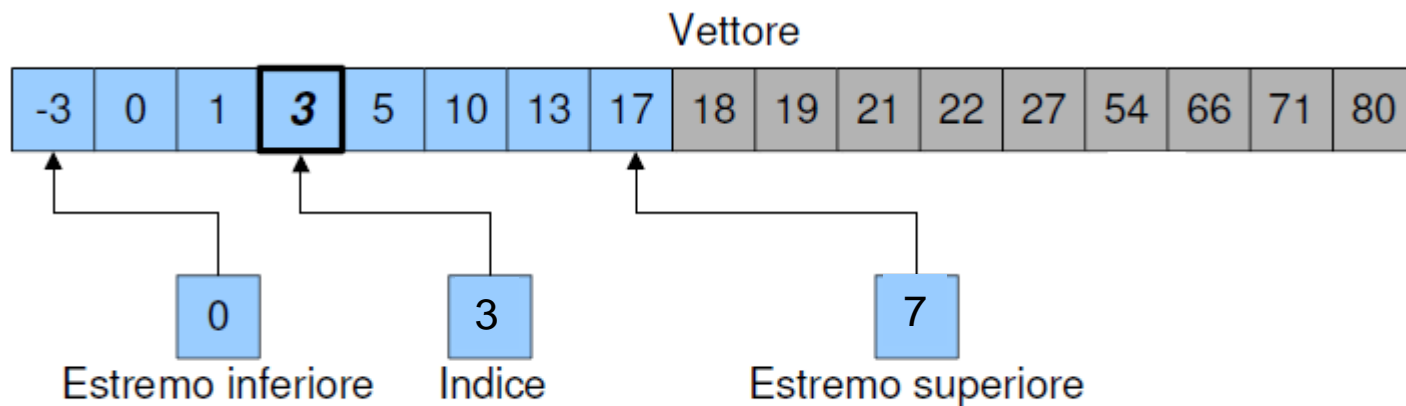 Vettore
-3 0 1 3 5 10 13 17 18 19 21 22 27 54 66 71 80
0 3 7
Estremo inferiore Indice Estremo superiore